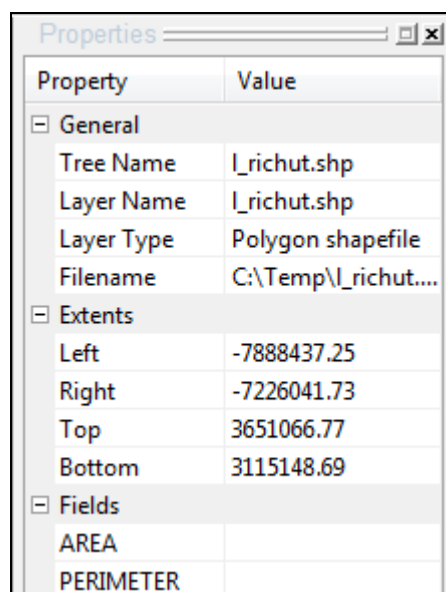 Properties
Property Value
General
Tree Name l_richut.shp
Layer Name l_richut.shp
Layer Type Polygon shapefile
Filename C:\Temp\l_richut....
Extents
Left -7888437.25
Right -7226041.73
Top 3651066.77
Bottom 3115148.69
Fields
AREA
PERIMETER